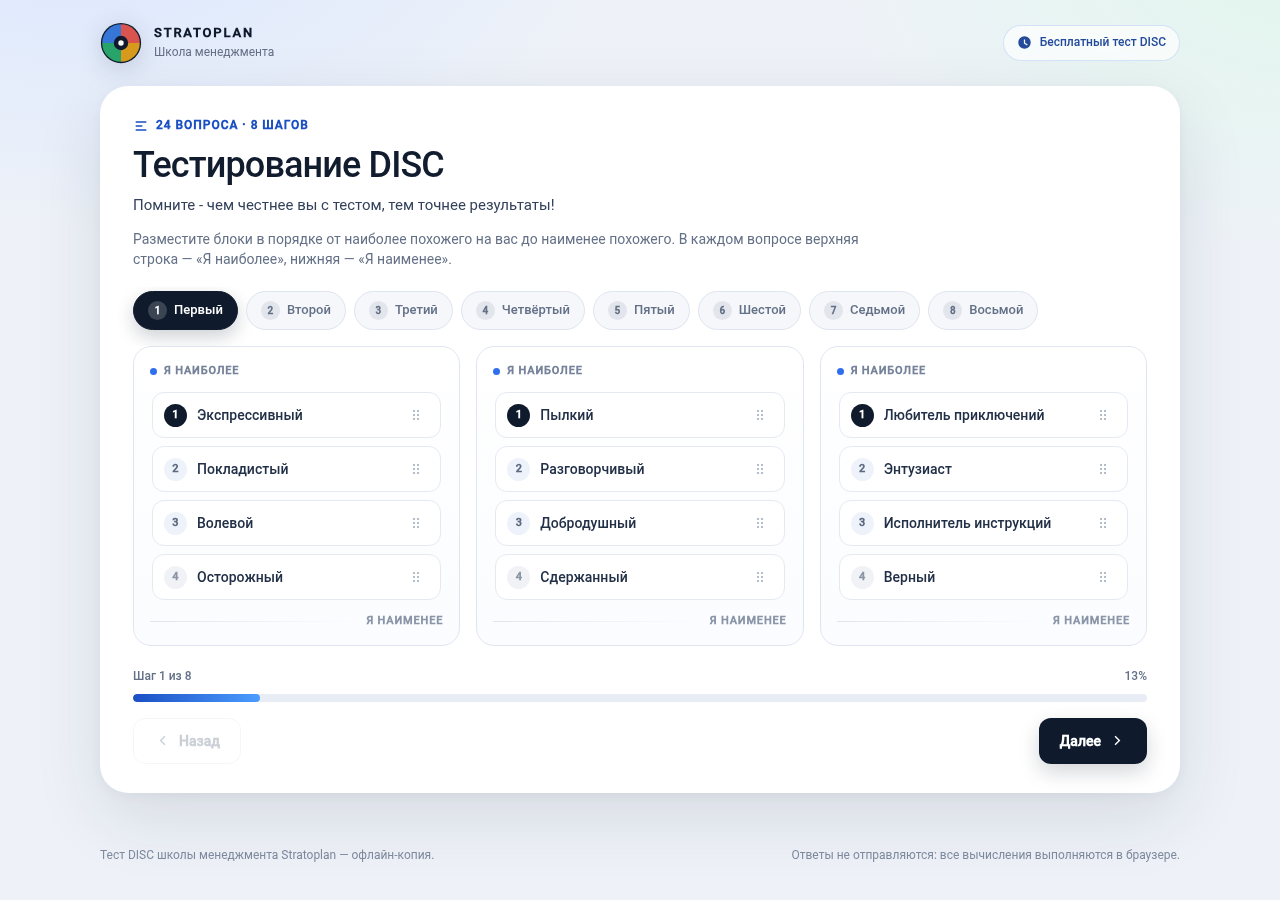 STRATOPLAN
Школа менеджмента
Бесплатный тест DISC
24 ВОПРОСА · 8 ШАГОВ
Тестирование DISC
Помните - чем честнее вы с тестом, тем точнее результаты!
Разместите блоки в порядке от наиболее похожего на вас до наименее похожего. В каждом вопросе верхняя
строка — «Я наиболее», нижняя — «Я наименее».
1 Первый
2 Второй
3 Третий
4 Четвёртый
5 Пятый
6 Шестой
7 Седьмой
8 Восьмой
Я НАИБОЛЕЕ
1 Экспрессивный
2 Покладистый
3 Волевой
4 Осторожный
Я НАИМЕНЕЕ
Я НАИБОЛЕЕ
1 Пылкий
2 Разговорчивый
3 Добродушный
4 Сдержанный
Я НАИМЕНЕЕ
Я НАИБОЛЕЕ
1 Любитель приключений
2 Энтузиаст
3 Исполнитель инструкций
4 Верный
Я НАИМЕНЕЕ
Шаг 1 из 8
13%
Назад
Далее
Тест DISC школы менеджмента Stratoplan — офлайн-копия.
Ответы не отправляются: все вычисления выполняются в браузере.